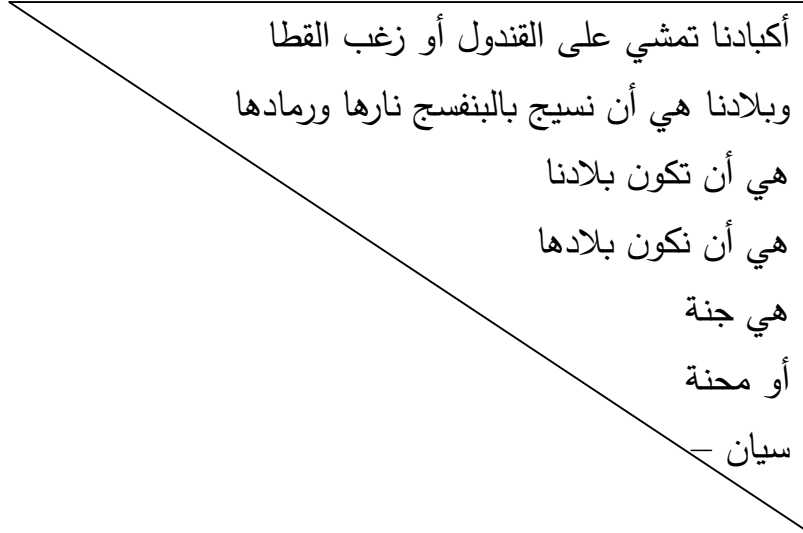 أكبادنا تمشي على القندول أو زغب القطا
وبلادنا هي أن نسيج بالبنفسج نارها ورمادها
هي أن تكون بلادنا
هي أن نكون بلادها
هي جنة
أو محنة
سيان –